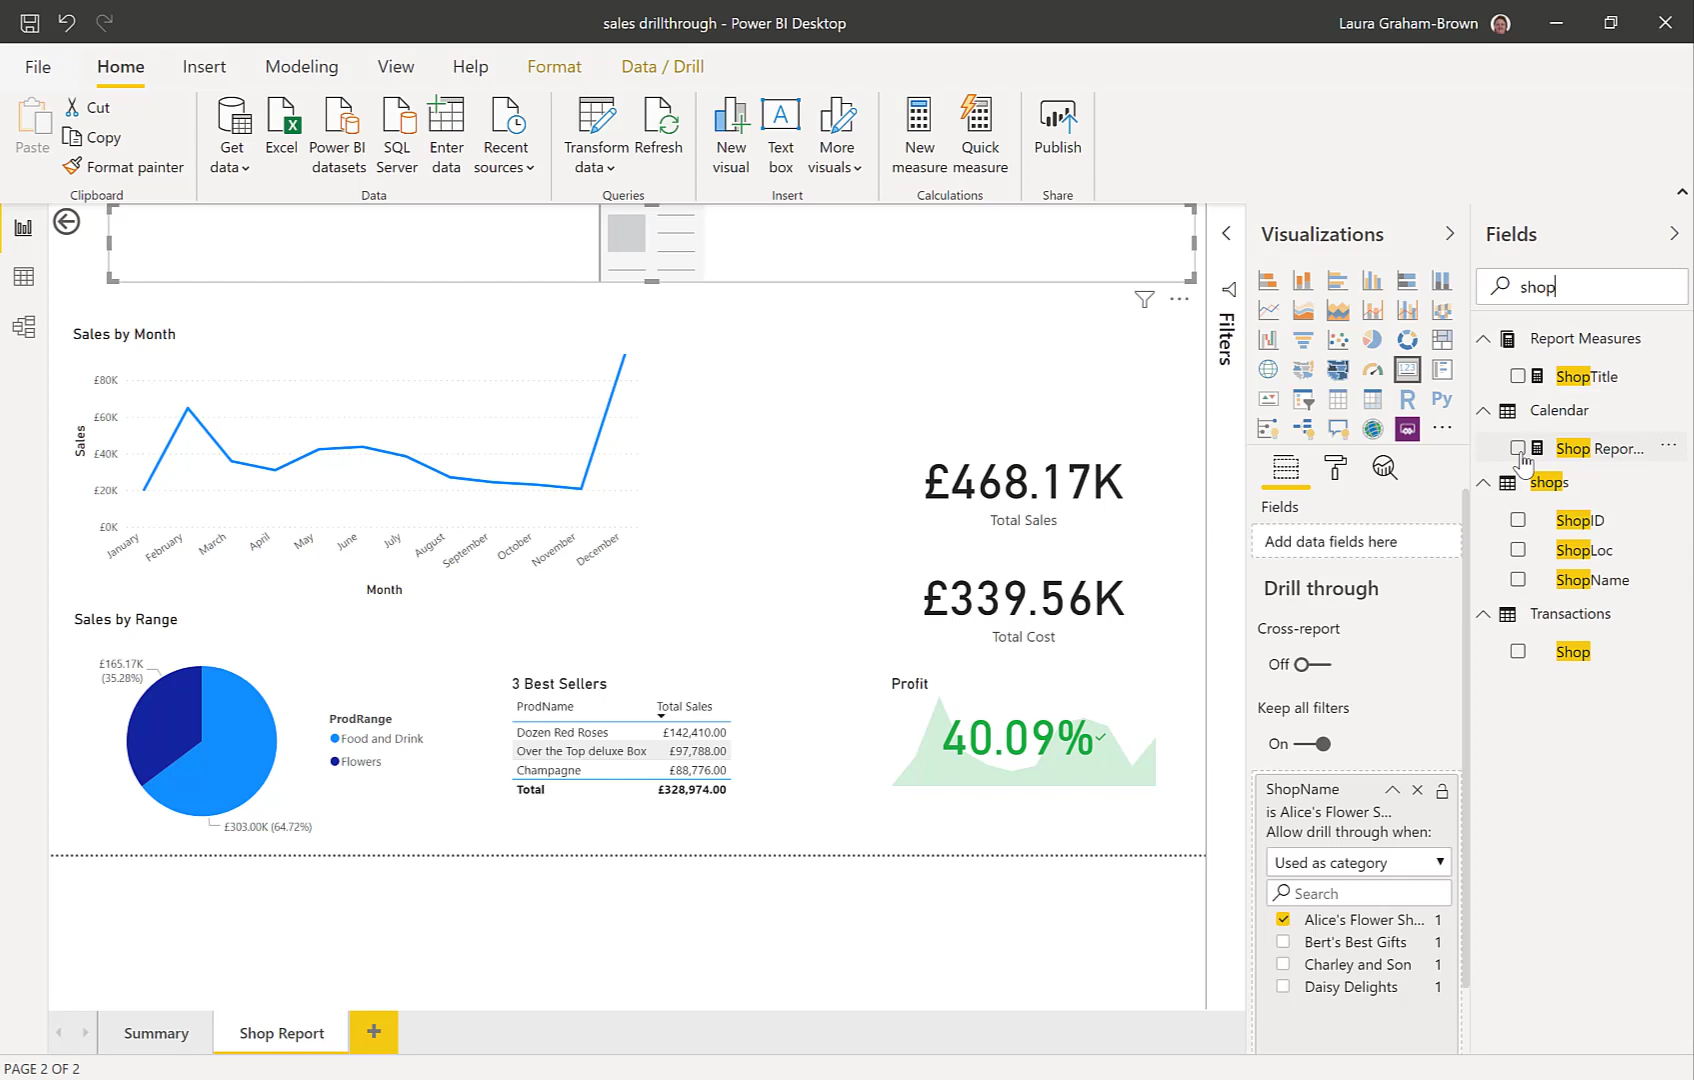 sales drillthrough - Power BI Desktop
Laura Graham-Brown
File
Home
Insert
Modeling
View
Help
Format
Data / Drill
Paste
Cut
Copy
Format painter
Clipboard
Get data
Excel
Power BI datasets
SQL Server
Enter data
Recent sources
Data
Transform data
Refresh
Queries
New visual
Text box
More visuals
Insert
New measure
Quick measure
Calculations
Publish
Share
Sales by Month
Sales
£80K
£60K
£40K
£20K
£0K
January
February
March
April
May
June
July
August
September
October
November
December
Month
Sales by Range
£165.17K
(35.28%)
£303.00K (64.72%)
ProdRange
Food and Drink
Flowers
3 Best Sellers
ProdName Total Sales
Dozen Red Roses £142,410.00
Over the Top deluxe Box £97,788.00
Champagne £88,776.00
Total £328,974.00
£468.17K
Total Sales
£339.56K
Total Cost
Profit
40.09%
Filters
Visualizations
123
R
Py
Fields
Add data fields here
Drill through
Cross-report
Off
Keep all filters
On
ShopName
is Alice's Flower S...
Allow drill through when:
Used as category
Search
Alice's Flower Sh... 1
Bert's Best Gifts 1
Charley and Son 1
Daisy Delights 1
Fields
shop
Report Measures
ShopTitle
Calendar
Shop Repor...
shops
ShopID
ShopLoc
ShopName
Transactions
Shop
Summary
Shop Report
PAGE 2 OF 2